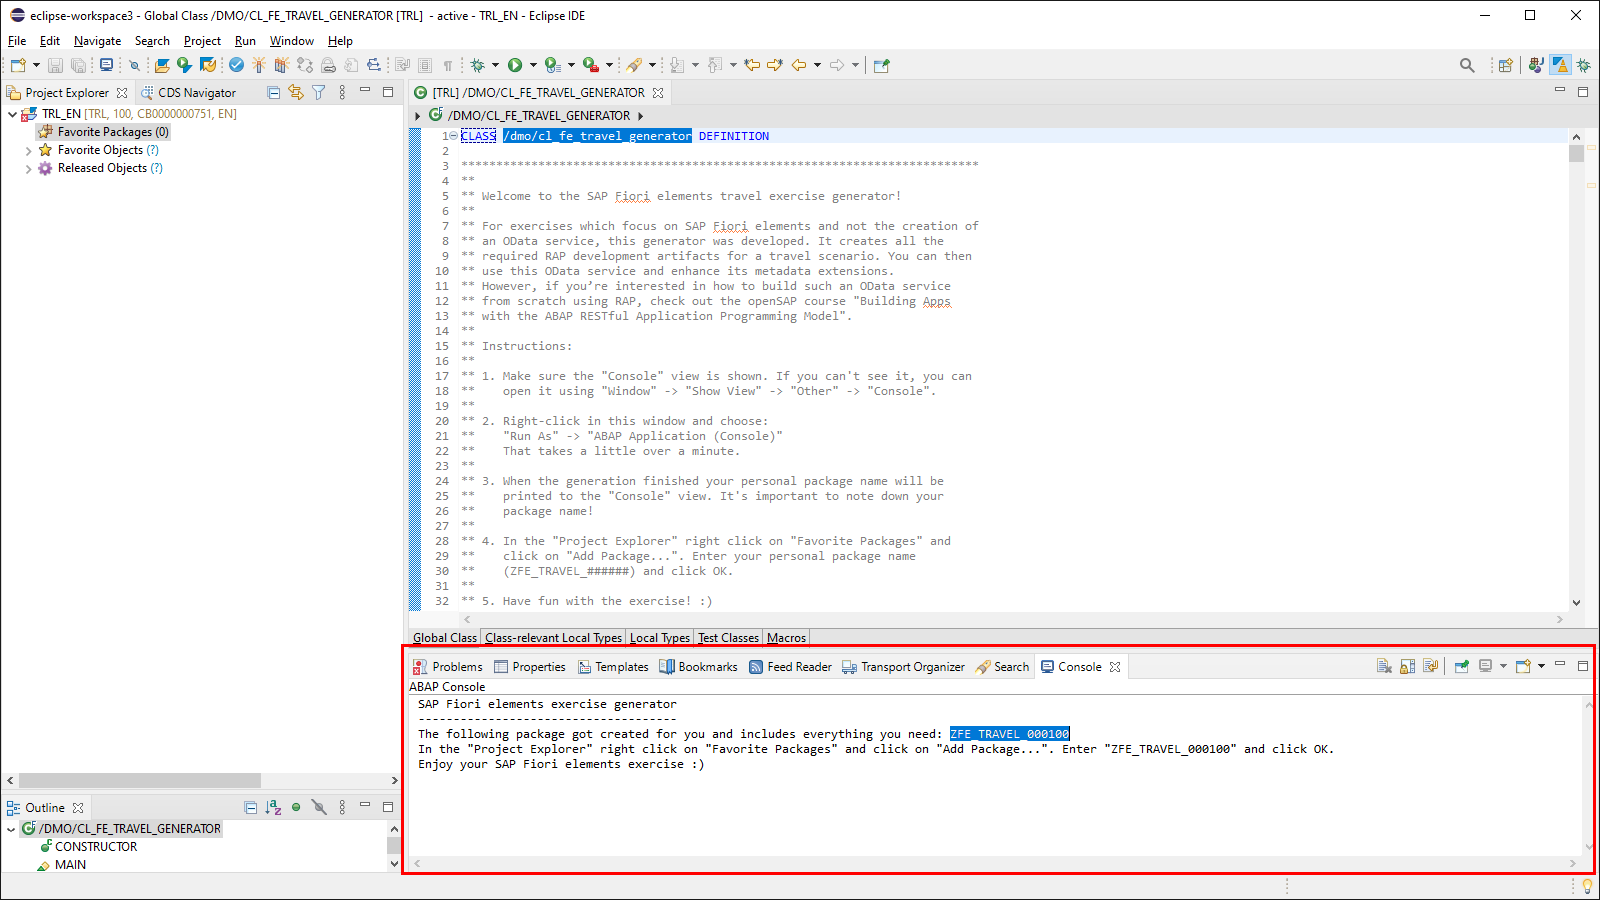 eclipse-workspace3 - Global Class /DMO/CL_FE_TRAVEL_GENERATOR [TRL]  - active - TRL_EN - Eclipse IDE
File Edit Navigate Search Project Run Window Help
Project Explorer CDS Navigator
TRL_EN [TRL, 100, CB0000000751, EN]
Favorite Packages (0)
Favorite Objects (?)
Released Objects (?)
[TRL] /DMO/CL_FE_TRAVEL_GENERATOR
/DMO/CL_FE_TRAVEL_GENERATOR
1 CLASS /dmo/cl_fe_travel_generator DEFINITION
2
3 **************************************************************************
4 **
5 ** Welcome to the SAP Fiori elements travel exercise generator!
6 **
7 ** For exercises which focus on SAP Fiori elements and not the creation of
8 ** an OData service, this generator was developed. It creates all the
9 ** required RAP development artifacts for a travel scenario. You can then
10 ** use this OData service and enhance its metadata extensions.
11 ** However, if you’re interested in how to build such an OData service
12 ** from scratch using RAP, check out the openSAP course "Building Apps
13 ** with the ABAP RESTful Application Programming Model".
14 **
15 ** Instructions:
16 **
17 ** 1. Make sure the "Console" view is shown. If you can't see it, you can
18 **    open it using "Window" -> "Show View" -> "Other" -> "Console".
19 **
20 ** 2. Right-click in this window and choose:
21 **    "Run As" -> "ABAP Application (Console)"
22 **    That takes a little over a minute.
23 **
24 ** 3. When the generation finished your personal package name will be
25 **    printed to the "Console" view. It's important to note down your
26 **    package name!
27 **
28 ** 4. In the "Project Explorer" right click on "Favorite Packages" and
29 **    click on "Add Package...". Enter your personal package name
30 **    (ZFE_TRAVEL_######) and click OK.
31 **
32 ** 5. Have fun with the exercise! :)
Global Class Class-relevant Local Types Local Types Test Classes Macros
Problems Properties Templates Bookmarks Feed Reader Transport Organizer Search Console
ABAP Console
SAP Fiori elements exercise generator
-------------------------------------
The following package got created for you and includes everything you need: ZFE_TRAVEL_000100
In the "Project Explorer" right click on "Favorite Packages" and click on "Add Package...". Enter "ZFE_TRAVEL_000100" and click OK.
Enjoy your SAP Fiori elements exercise :)
Outline
/DMO/CL_FE_TRAVEL_GENERATOR
CONSTRUCTOR
MAIN